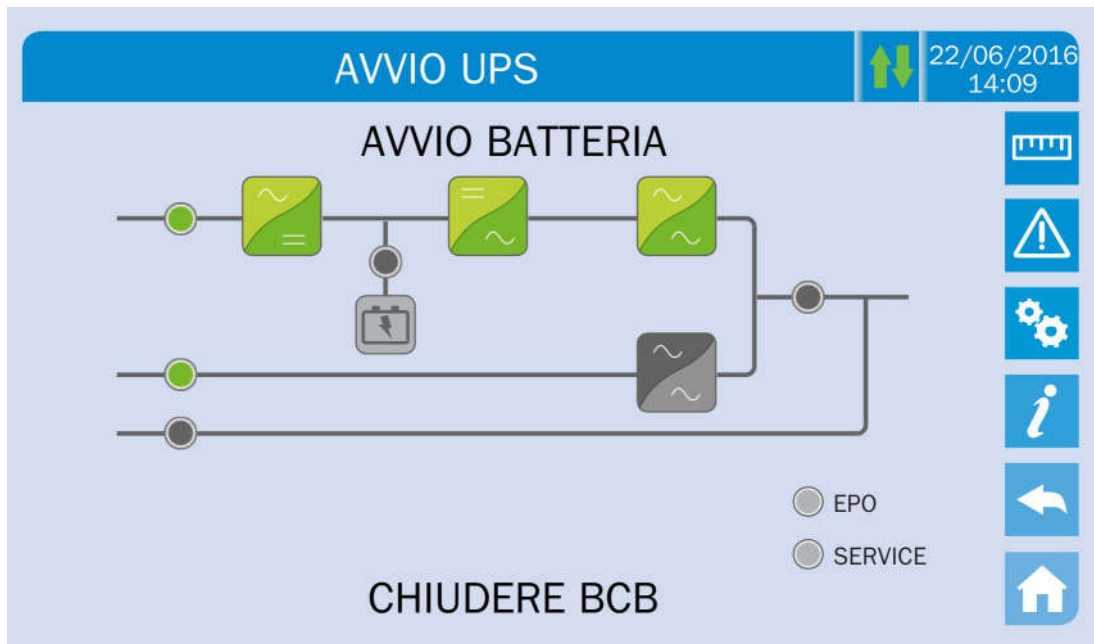 AVVIO UPS
22/06/2016
14:09
AVVIO BATTERIA
EPO
SERVICE
CHIUDERE BCB